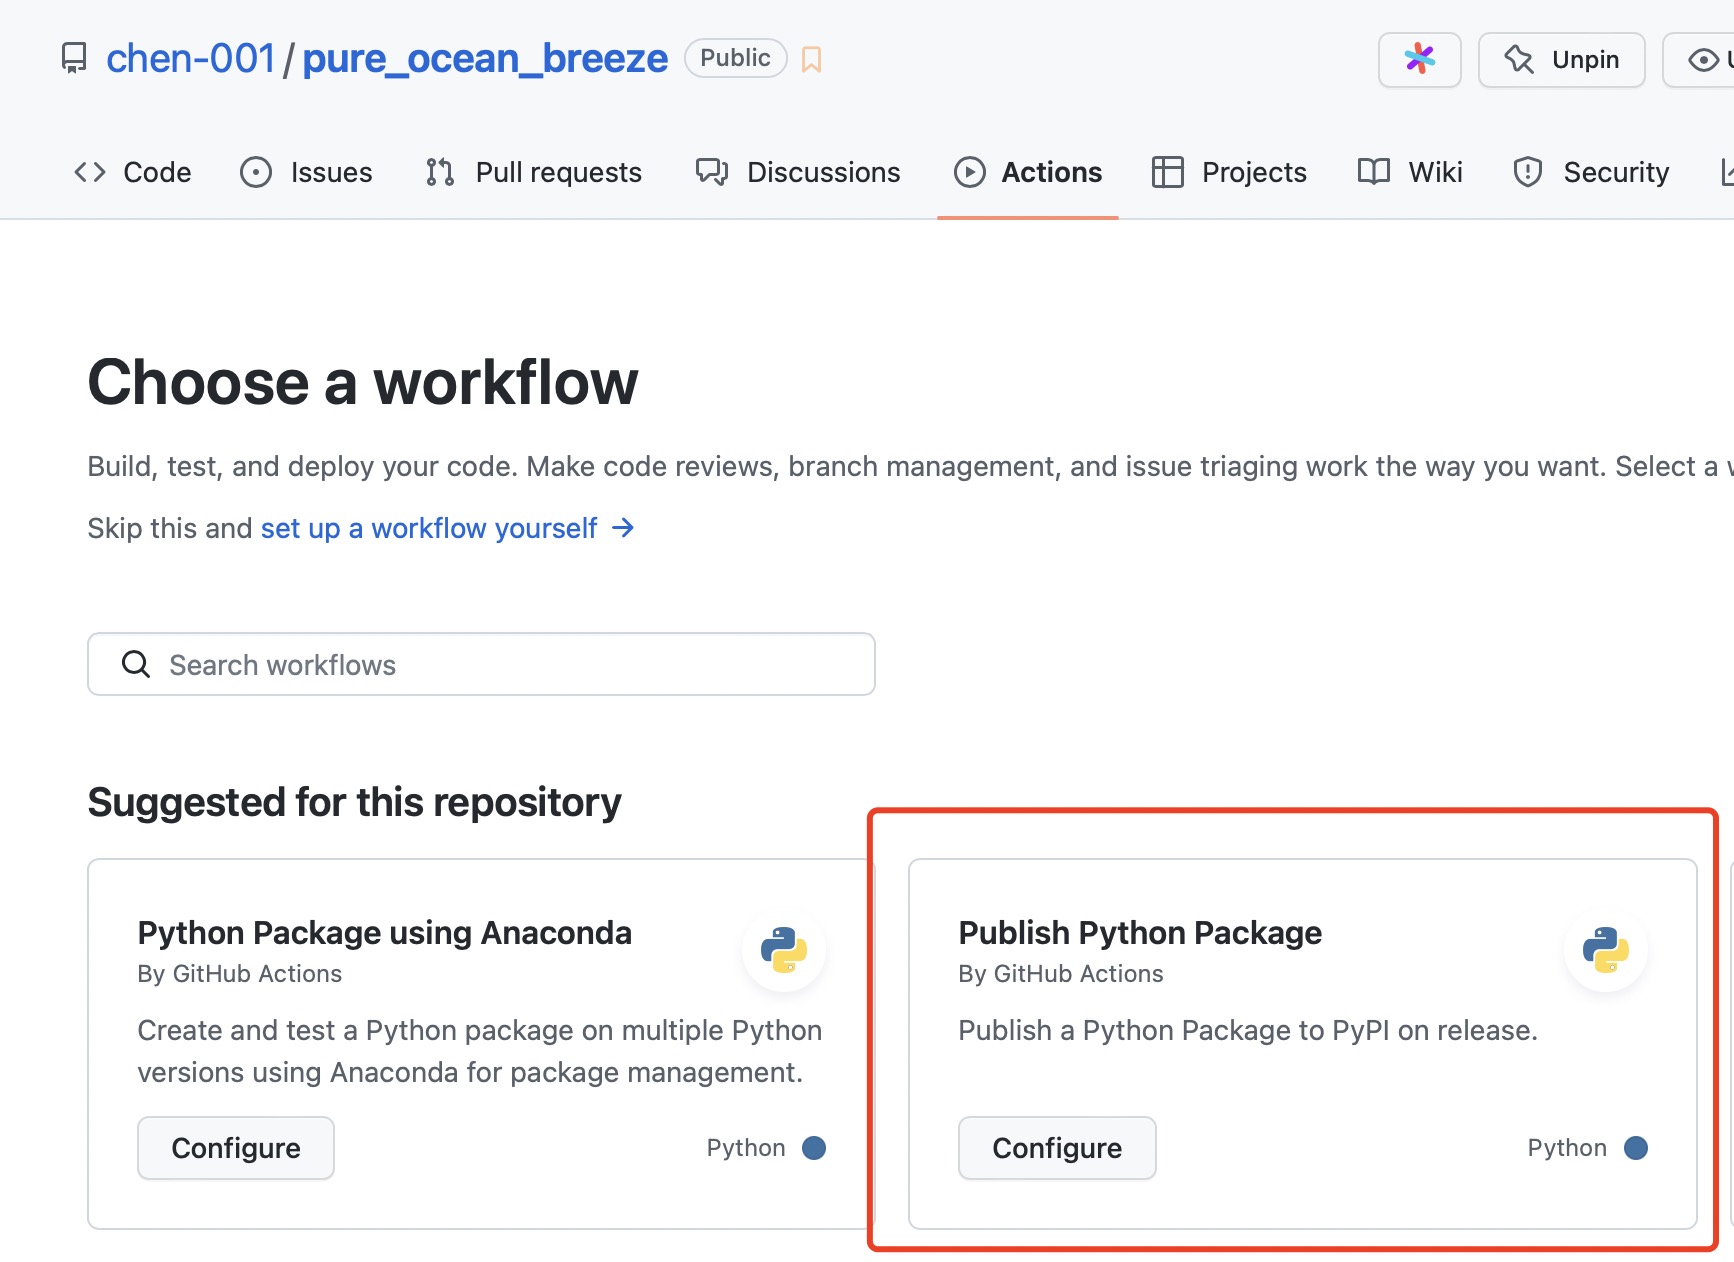 chen-001/pure_ocean_breeze Public Unpin
Code Issues Pull requests Discussions Actions Projects Wiki Security
Choose a workflow
Build, test, and deploy your code. Make code reviews, branch management, and issue triaging work the way you want. Select a
Skip this and set up a workflow yourself →
Search workflows
Suggested for this repository
Python Package using Anaconda
By GitHub Actions
Create and test a Python package on multiple Python
versions using Anaconda for package management.
Configure Python
Publish Python Package
By GitHub Actions
Publish a Python Package to PyPI on release.
Configure Python